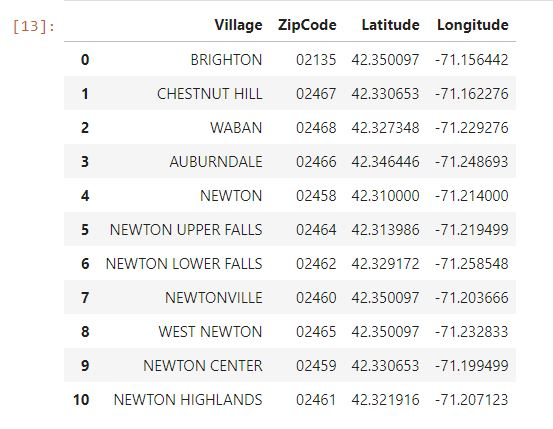 [13]: Village ZipCode Latitude Longitude
0 BRIGHTON 02135 42.350097 -71.156442
1 CHESTNUT HILL 02467 42.330653 -71.162276
2 WABAN 02468 42.327348 -71.229276
3 AUBURNDALE 02466 42.346446 -71.248693
4 NEWTON 02458 42.310000 -71.214000
5 NEWTON UPPER FALLS 02464 42.313986 -71.219499
6 NEWTON LOWER FALLS 02462 42.329172 -71.258548
7 NEWTONVILLE 02460 42.350097 -71.203666
8 WEST NEWTON 02465 42.350097 -71.232833
9 NEWTON CENTER 02459 42.330653 -71.199499
10 NEWTON HIGHLANDS 02461 42.321916 -71.207123